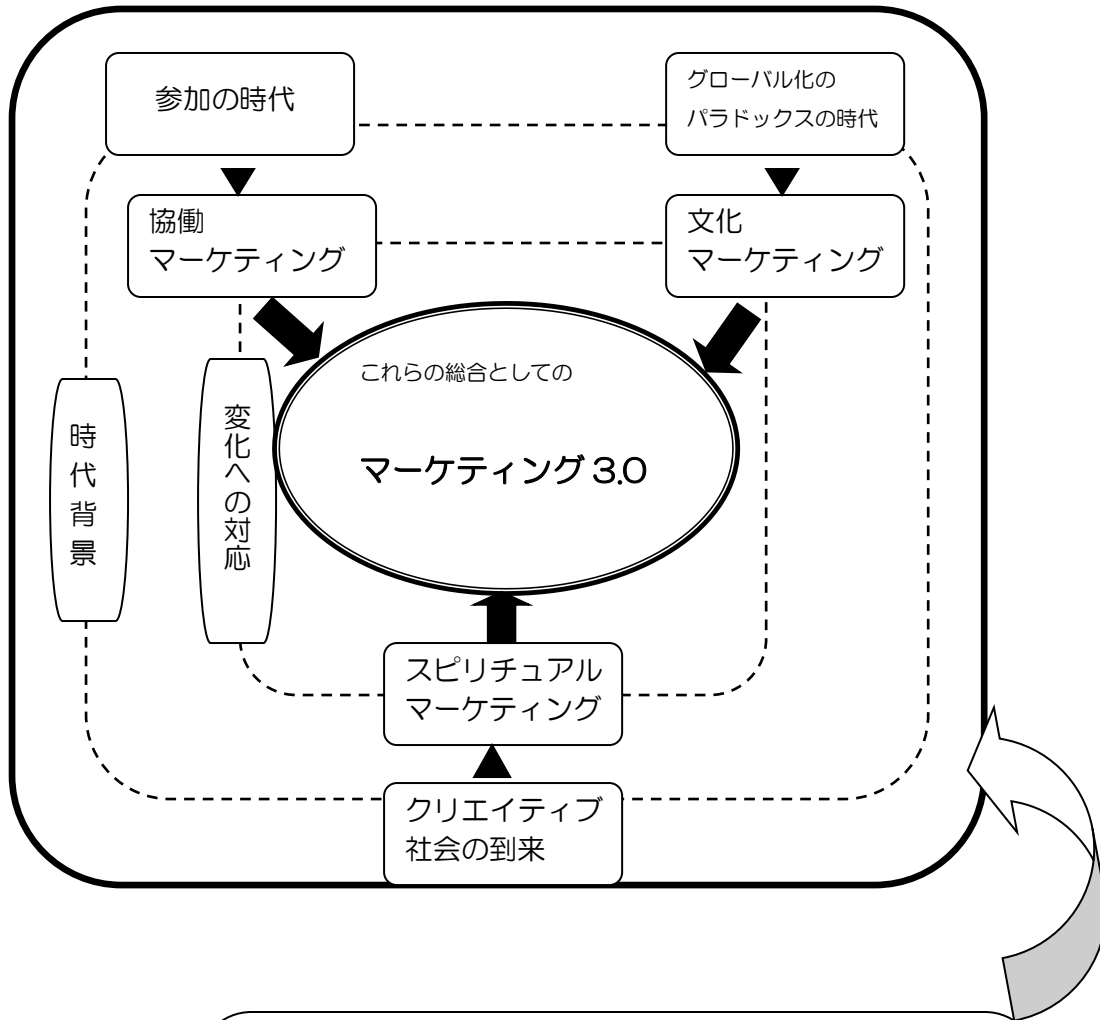 参加の時代
グローバル化の
パラドックスの時代
協働
マーケティング
文化
マーケティング
これらの総合としての
マーケティング 3.0
時代背景
変化への対応
スピリチュアル
マーケティング
クリエイティブ
社会の到来